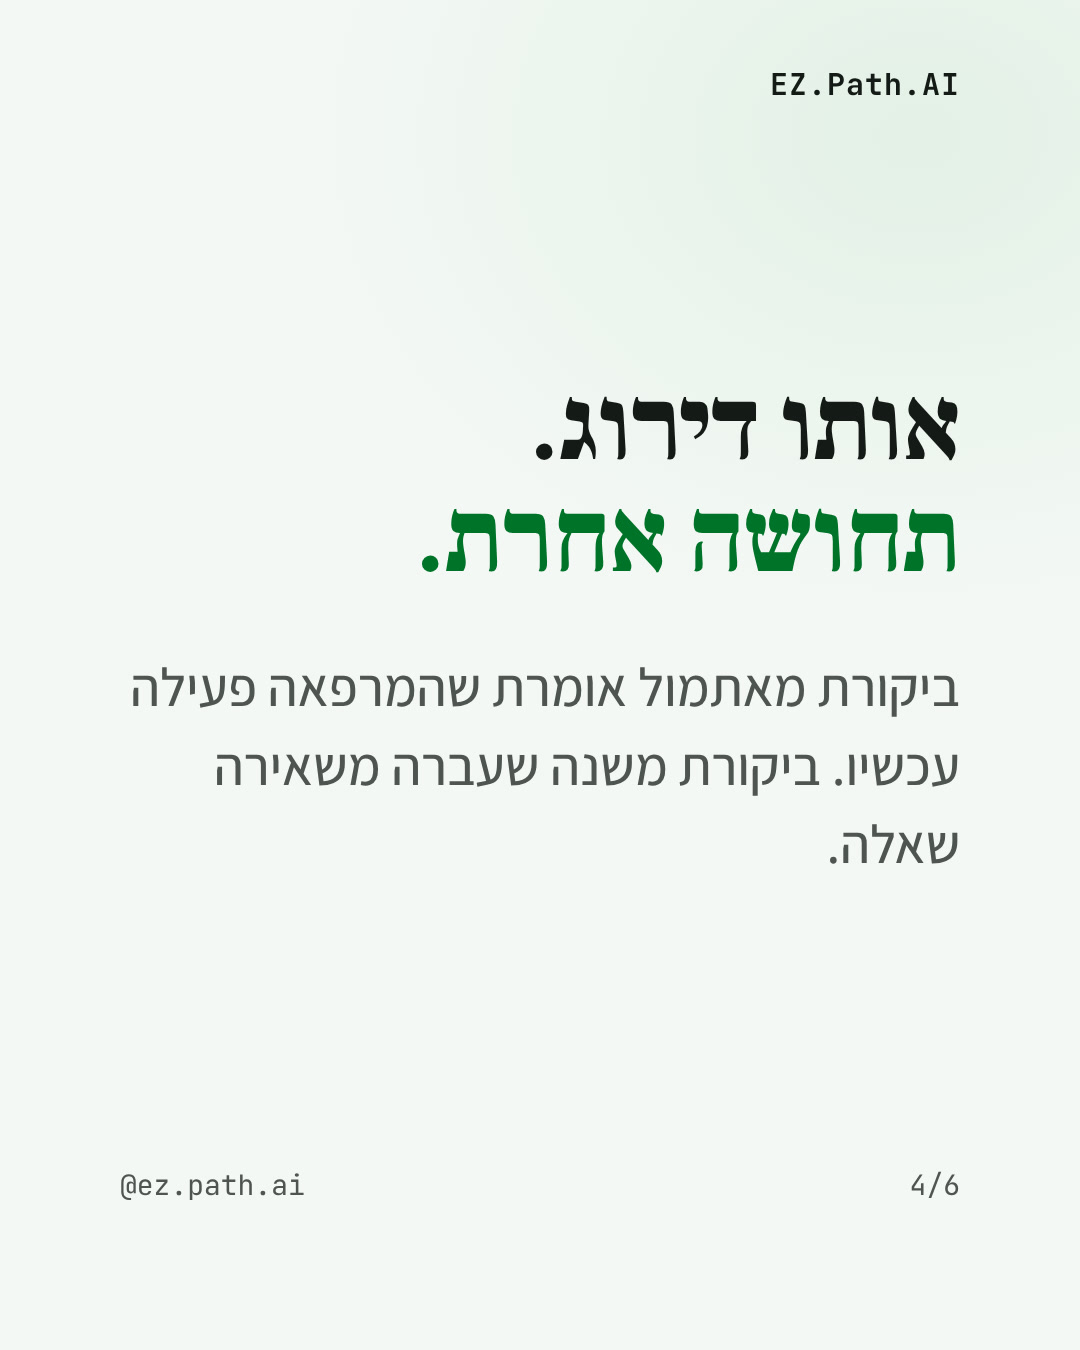 EZ.Path.AI
אותו דירוג.
תחושה אחרת.
ביקורת מאתמול אומרת שהמרפאה פעילה
עכשיו. ביקורת משנה שעברה משאירה
שאלה.
@ez.path.ai
4/6